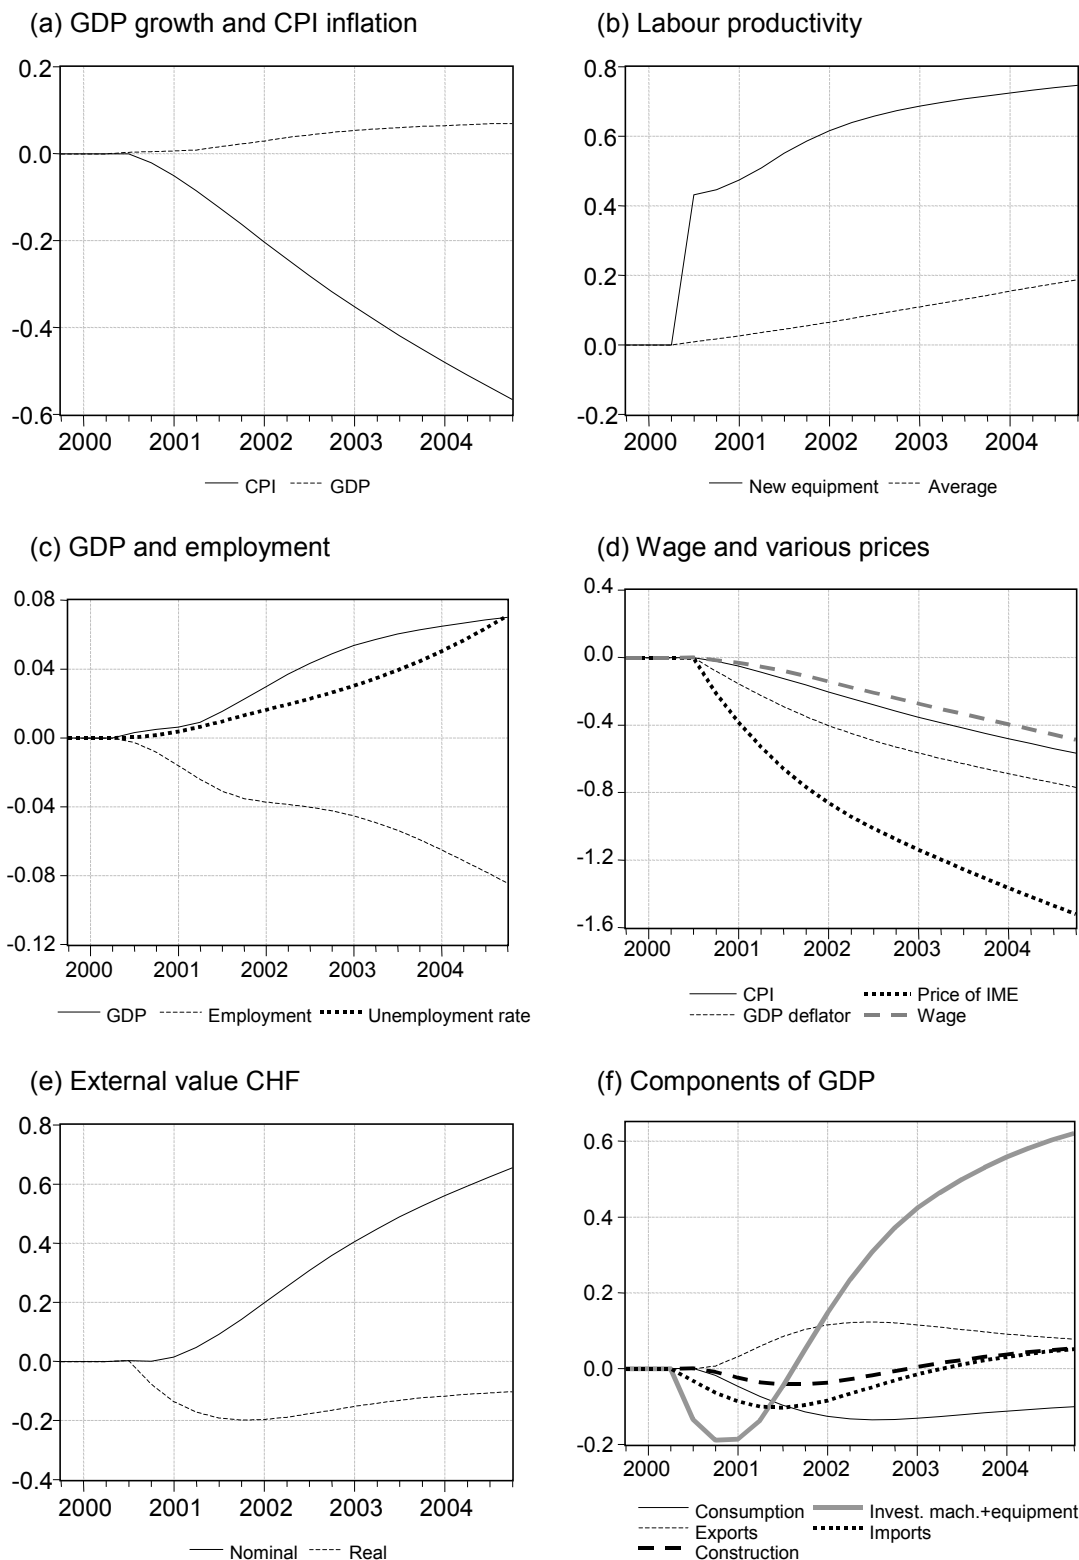 (a) GDP growth and CPI inflation
0.2
0.0
-0.2
-0.4
-0.6
2000 2001 2002 2003 2004
CPI GDP
(b) Labour productivity
0.8
0.6
0.4
0.2
0.0
-0.2
2000 2001 2002 2003 2004
New equipment Average
(c) GDP and employment
0.08
0.04
0.00
-0.04
-0.08
-0.12
2000 2001 2002 2003 2004
GDP Employment Unemployment rate
(d) Wage and various prices
0.4
0.0
-0.4
-0.8
-1.2
-1.6
2000 2001 2002 2003 2004
CPI Price of IME
GDP deflator Wage
(e) External value CHF
0.8
0.6
0.4
0.2
0.0
-0.2
-0.4
2000 2001 2002 2003 2004
Nominal Real
(f) Components of GDP
0.6
0.4
0.2
0.0
-0.2
2000 2001 2002 2003 2004
Consumption Invest. mach.+equipment
Exports Imports
Construction